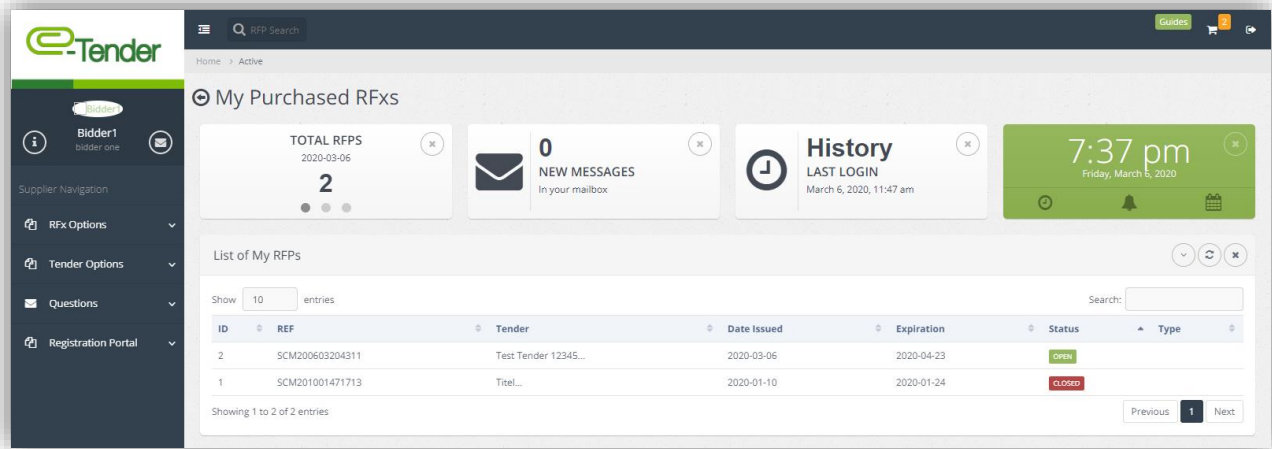 e-Tender
RFP Search
Guides
2
Home > Active
Bidder1
Bidder1
bidder one
Supplier Navigation
RFx Options
Tender Options
Questions
Registration Portal
My Purchased RFxs
TOTAL RFPS
2020-03-06
2
0
NEW MESSAGES
In your mailbox
History
LAST LOGIN
March 6, 2020, 11:47 am
7:37 pm
Friday, March 6, 2020
List of My RFPs
Show 10 entries
Search:
ID REF Tender Date Issued Expiration Status Type
2 SCM200603204311 Test Tender 12345... 2020-03-06 2020-04-23 OPEN
1 SCM201001471713 Titel... 2020-01-10 2020-01-24 CLOSED
Showing 1 to 2 of 2 entries
Previous 1 Next